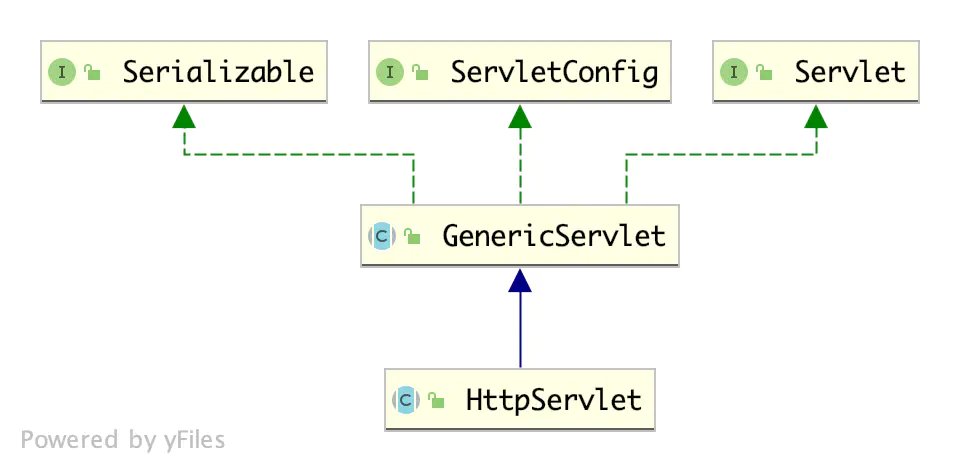 I Serializable
I ServletConfig
I Servlet
C GenericServlet
C HttpServlet
Powered by yFiles